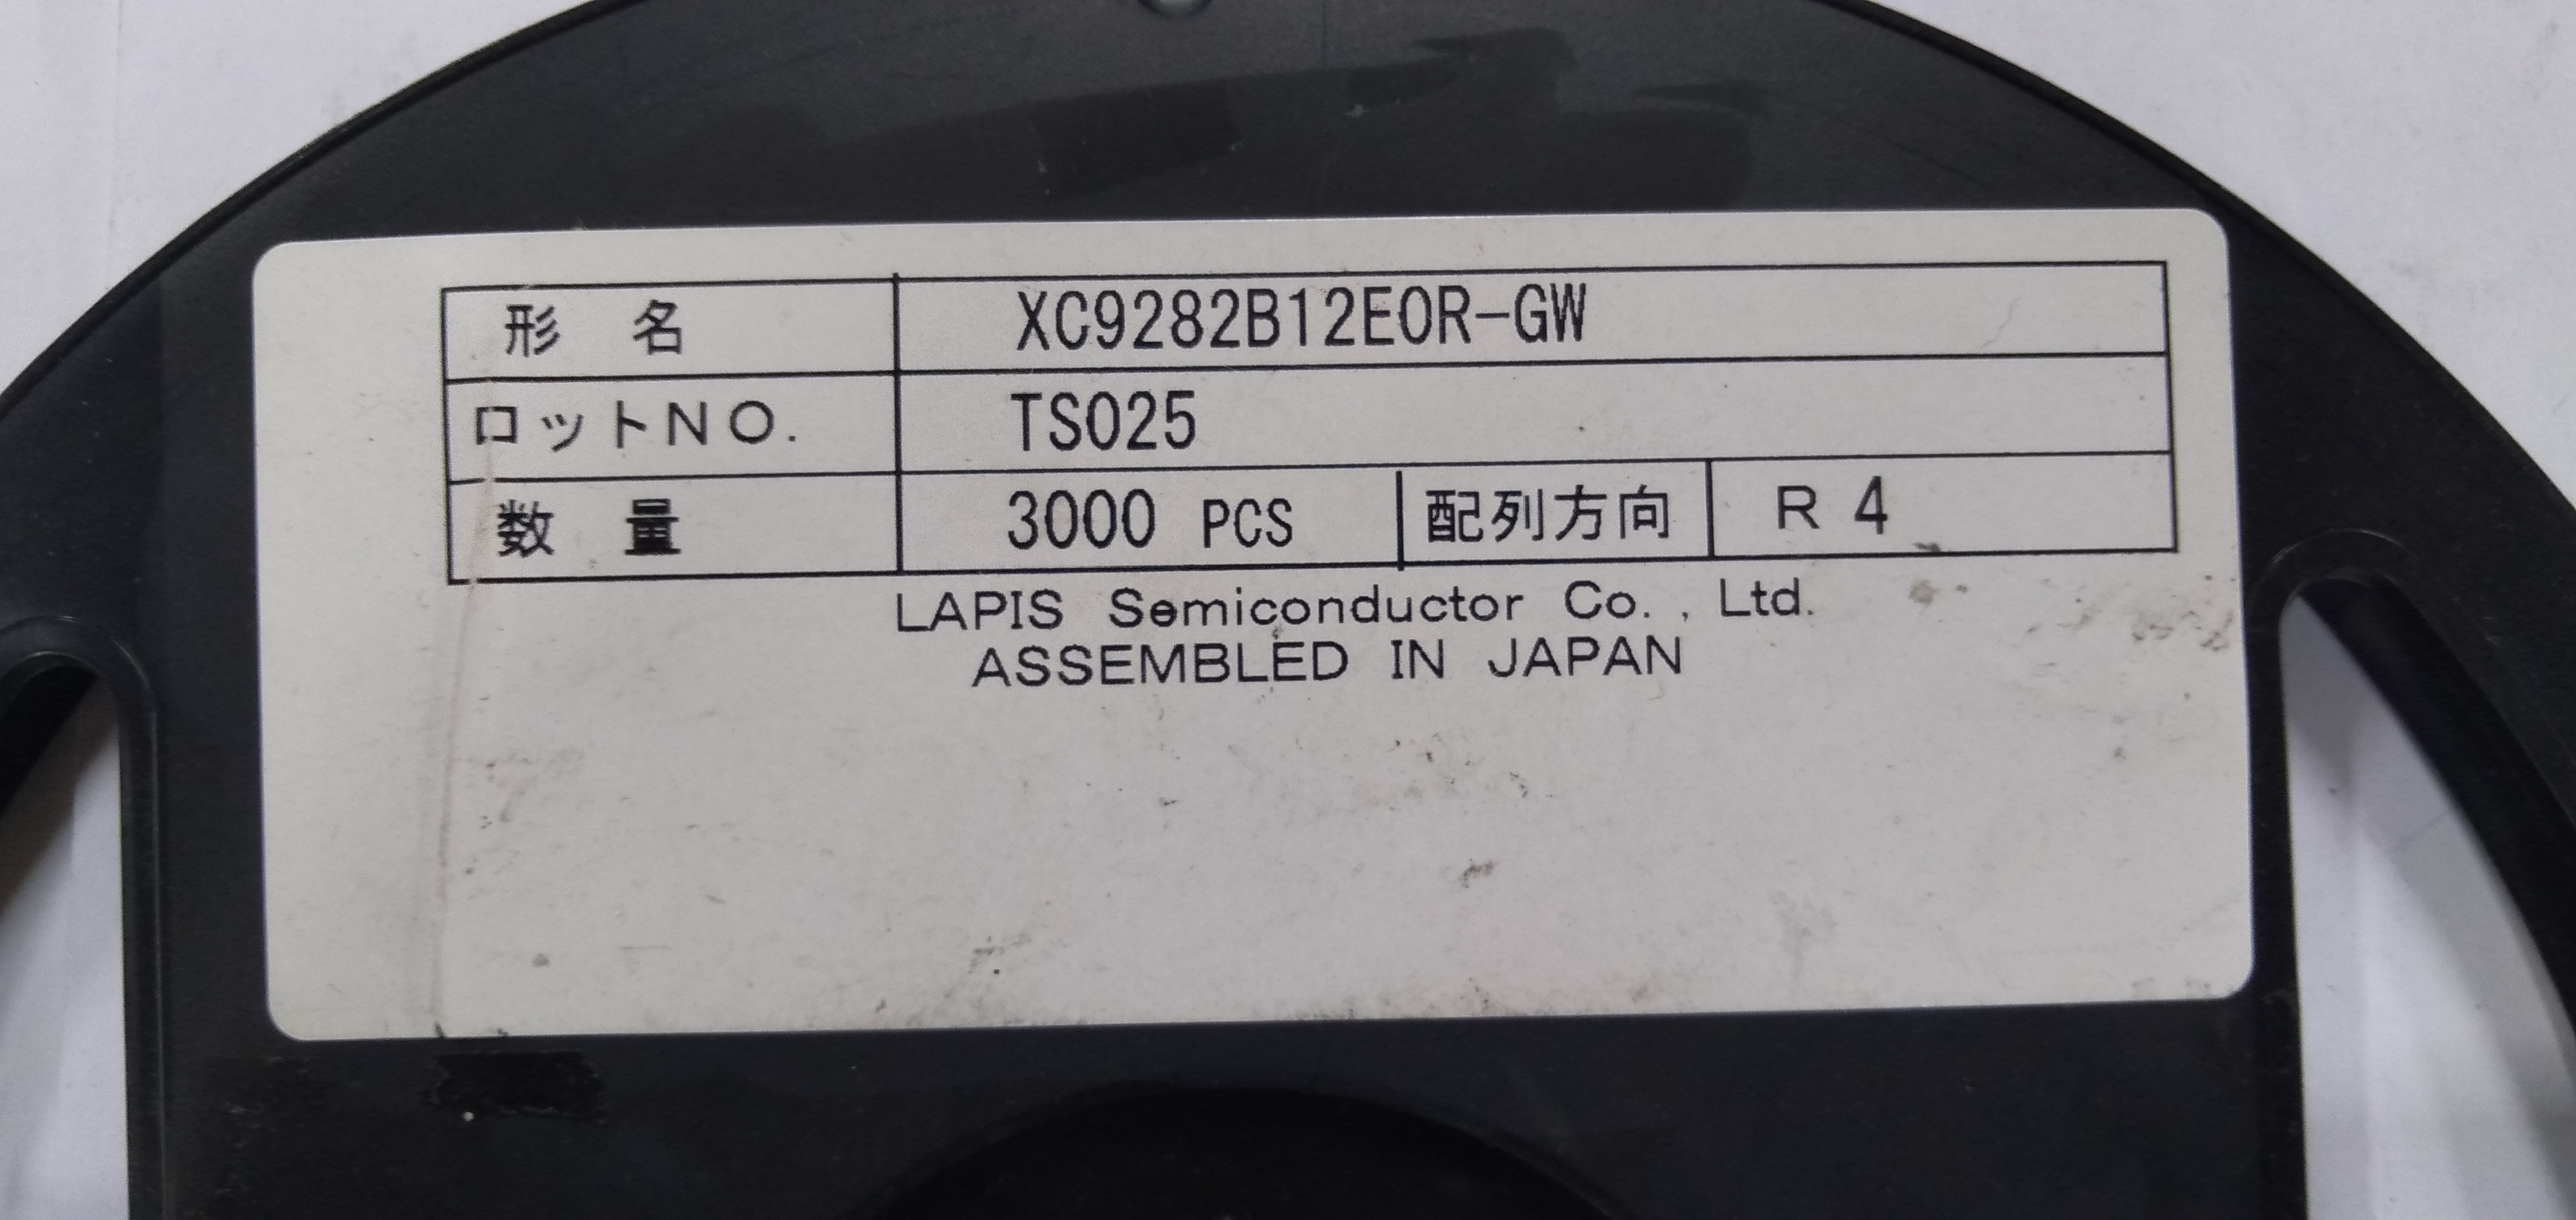 形 名 XC9282B12E0R-GW
ロットNO. TS025
数 量 3000 PCS 配列方向 R 4
LAPIS Semiconductor Co. , Ltd.
ASSEMBLED IN JAPAN